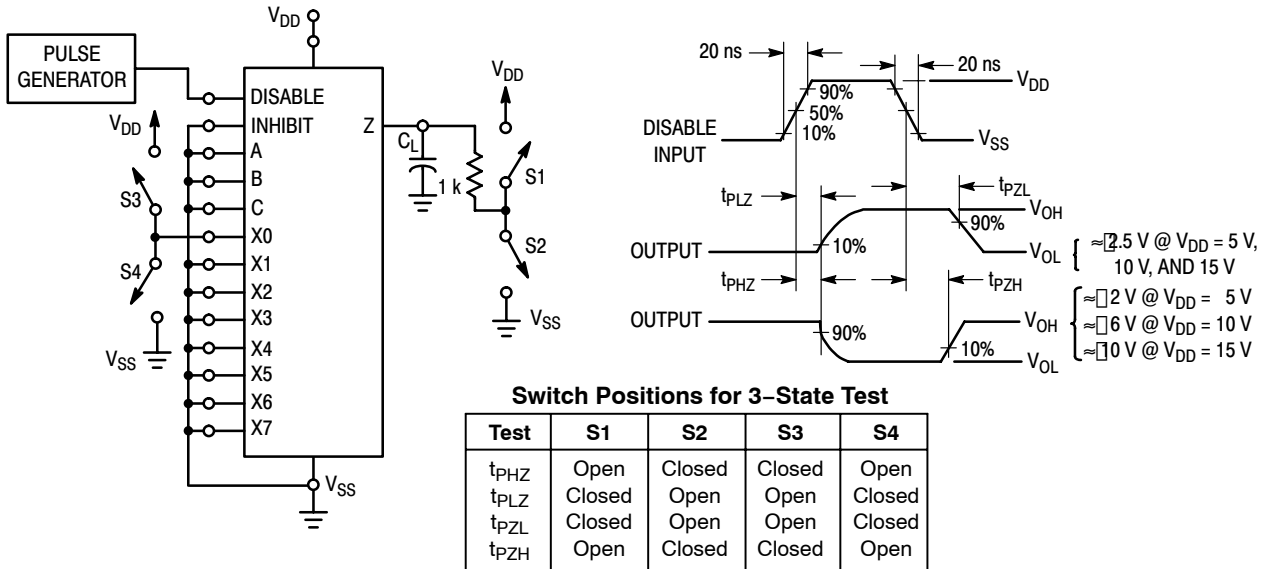 PULSE
GENERATOR
VDD
VDD
S3
S4
VSS
DISABLE
INHIBIT
A
B
C
X0
X1
X2
X3
X4
X5
X6
X7
Z
VDD
CL
1 k
S1
S2
VSS
VSS
20 ns
20 ns
VDD
90%
50%
10%
DISABLE
INPUT
VSS
tPLZ
tPZL
VOH
90%
OUTPUT
10%
VOL
≈ 2.5 V @ VDD = 5 V,
10 V, AND 15 V
tPHZ
tPZH
OUTPUT
90%
10%
VOH
VOL
≈ 2 V @ VDD = 5 V
≈ 6 V @ VDD = 10 V
≈ 10 V @ VDD = 15 V
Switch Positions for 3−State Test
Test S1 S2 S3 S4
tPHZ Open Closed Closed Open
tPLZ Closed Open Open Closed
tPZL Closed Open Open Closed
tPZH Open Closed Closed Open